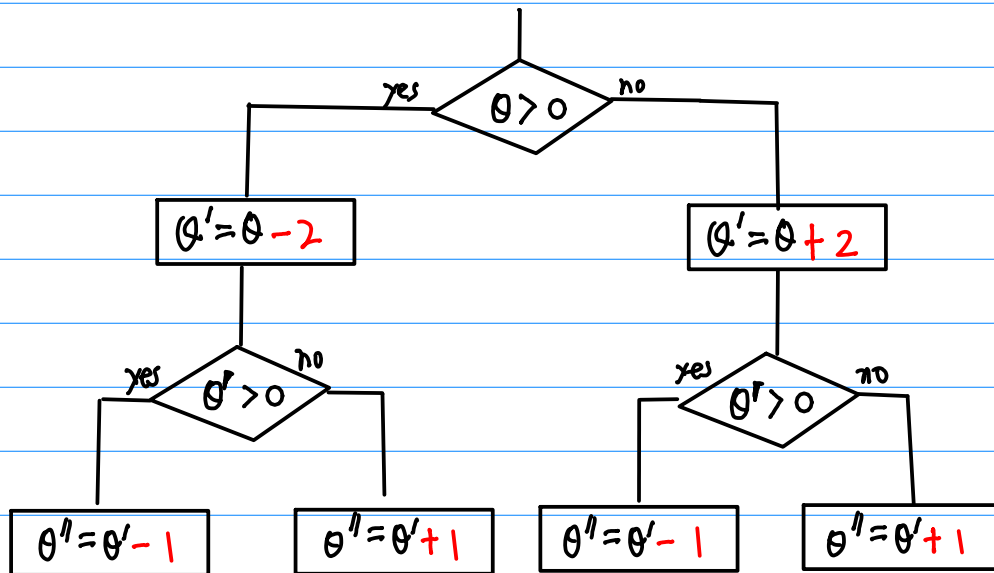 yes θ > 0 no
θ' = θ - 2
θ' = θ + 2
yes θ' > 0 no
yes θ' > 0 no
θ'' = θ' - 1
θ'' = θ' + 1
θ'' = θ' - 1
θ'' = θ' + 1